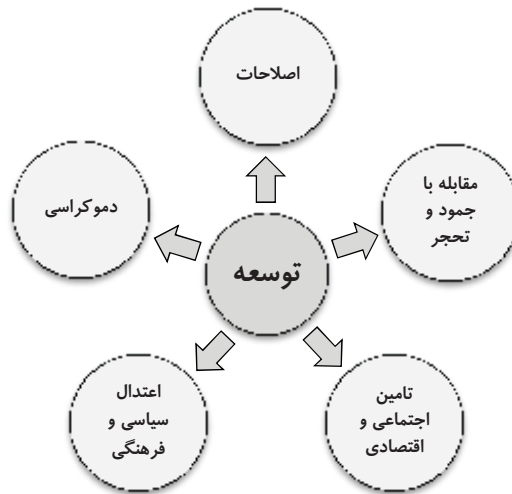 اصلاحات
مقابله با
جمود و
تحجر
دموکراسی
توسعه
تامین
اجتماعی و
اقتصادی
اعتدال
سیاسی و
فرهنگی